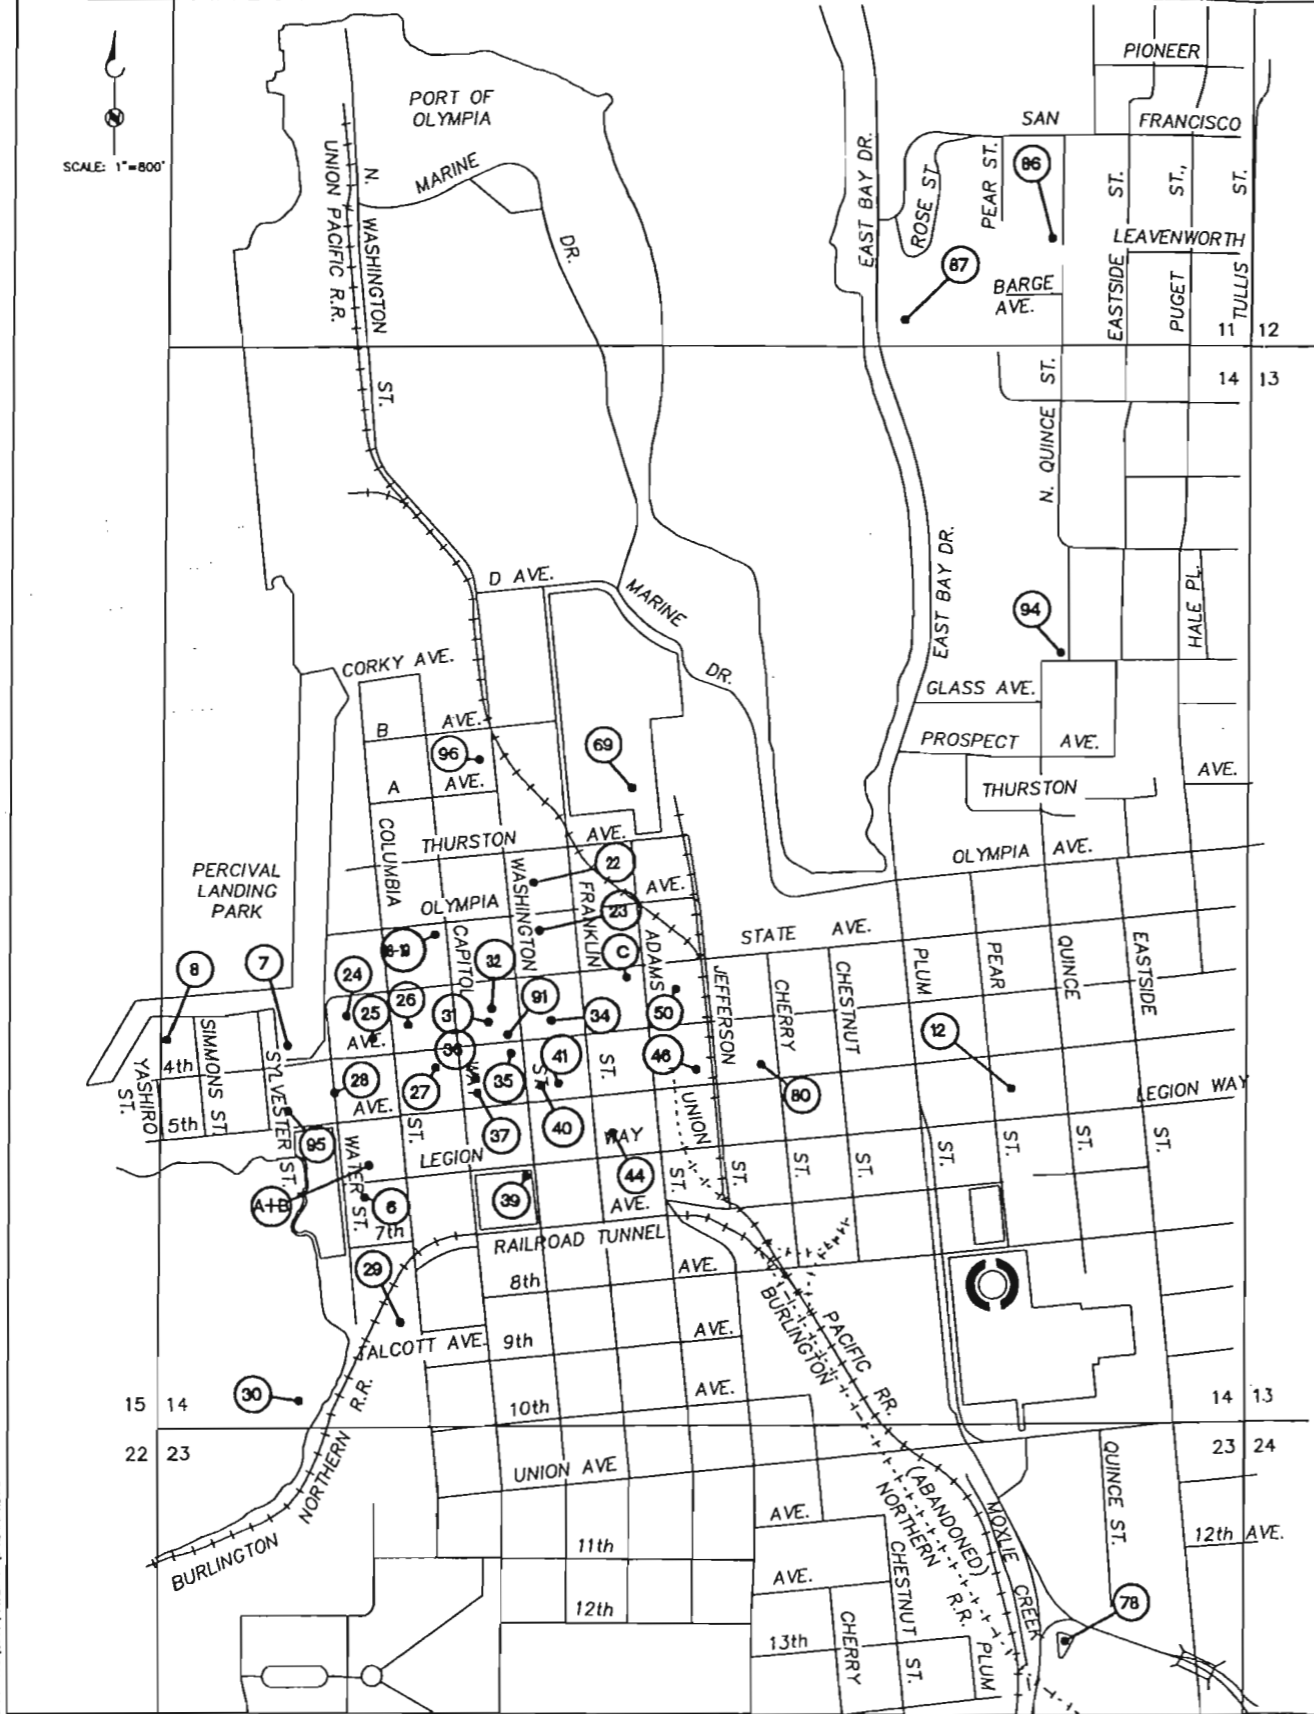 PIONEER
PORT OF
OLYMPIA
SAN FRANCISCO
SCALE: 1"=800'
N. WASHINGTON ST.
UNION PACIFIC R.R.
MARINE DR.
EAST BAY DR.
ROSE ST.
PEAR ST.
86
EASTSIDE ST.
PUGET ST.,
TULLIS ST.
LEAVENWORTH
87
BARGE
AVE.
11 12
14 13
N. QUINCE ST.
D AVE.
MARINE DR.
EAST BAY DR.
94
HALE PL.
CORKY AVE.
GLASS AVE.
B AVE.
PROSPECT AVE.
96
69
A AVE.
AVE.
THURSTON
COLUMBIA
THURSTON AVE.
OLYMPIA AVE.
PERCIVAL
LANDING
PARK
22
WASHINGTON
FRANKLIN
OLYMPIA AVE.
23
18-19
CAPITOL
ADAMS
STATE AVE.
C
8
7
24
32
JEFFERSON
CHERRY
CHESTNUT
PLUM
PEAR
QUINCE
EASTSIDE
25
26
31
91
34
50
12
AVE.
36
41
46
4th
SIMMONS ST
SYLVESTER ST.
YASHIRO
ST.
28
27
WAY
35
ST.
ST.
80
LEGION WAY
5th
AVE.
ST.
37
40
UNION
95
LEGION WAY
WATER ST.
44
ST.
ST.
ST.
ST.
ST.
ST.
ST.
ST.
A+B
6
39
AVE.
7th
RAILROAD TUNNEL
29
8th AVE.
BURLINGTON
PACIFIC RR.
TALCOTT AVE.
9th AVE.
30
15 14
10th AVE.
14 13
22 23
23 24
R.R.
NORTHERN
BURLINGTON
UNION AVE
(ABANDONED)
NORTHERN R.R.
QUINCE ST.
AVE.
MOXLIE CREEK
12th AVE.
11th
CHESTNUT ST.
AVE.
12th
78
13th
CHERRY
PLUM